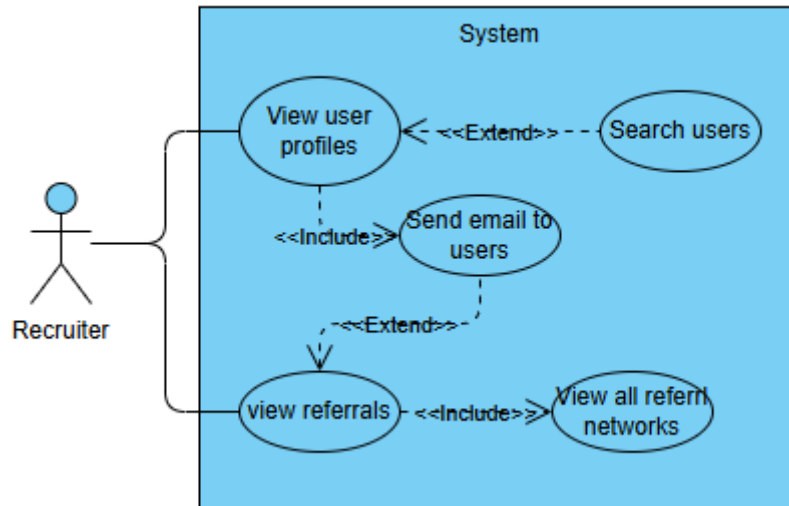 System
View user
profiles
<<Extend>>
Search users
<<Include>>
Send email to
users
Recruiter
<<Extend>>
view referrals
<<Include>>
View all referrl
networks